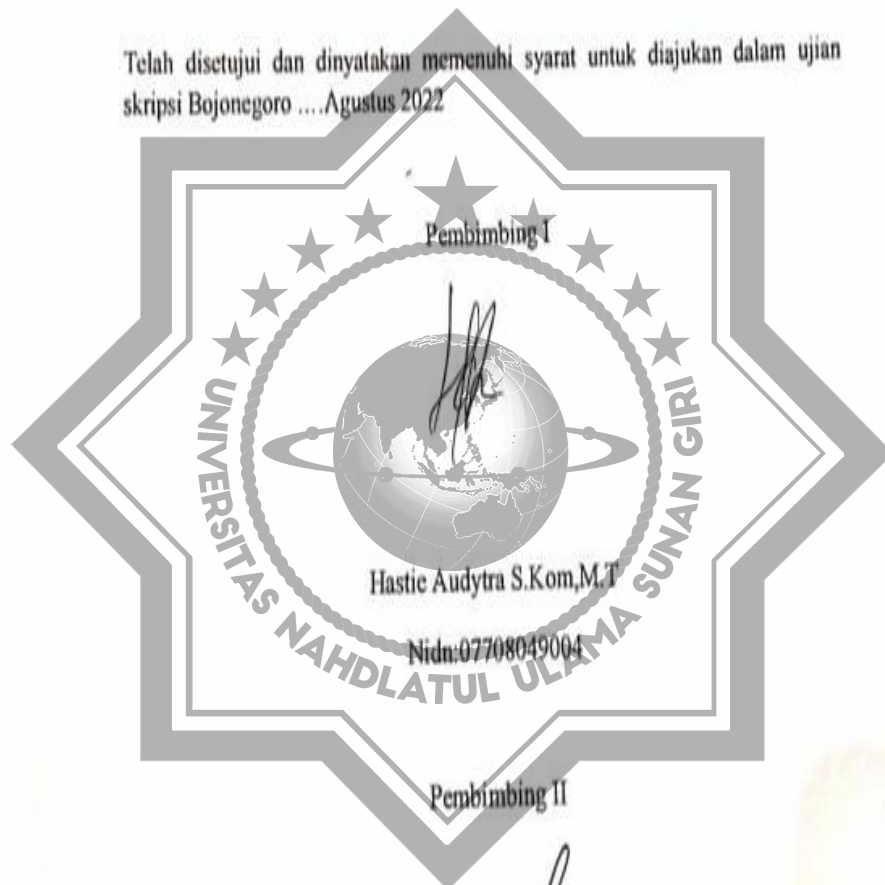 Telah disetujui dan dinyatakan memenuhi syarat untuk diajukan dalam ujian
skripsi Bojonegoro ....Agustus 2022
Pembimbing I
Hastie Audytra S.Kom,M.T
Nidn:07708049004
UNIVERSITAS NAHDLATUL ULAMA SUNAN GIRI
Pembimbing II